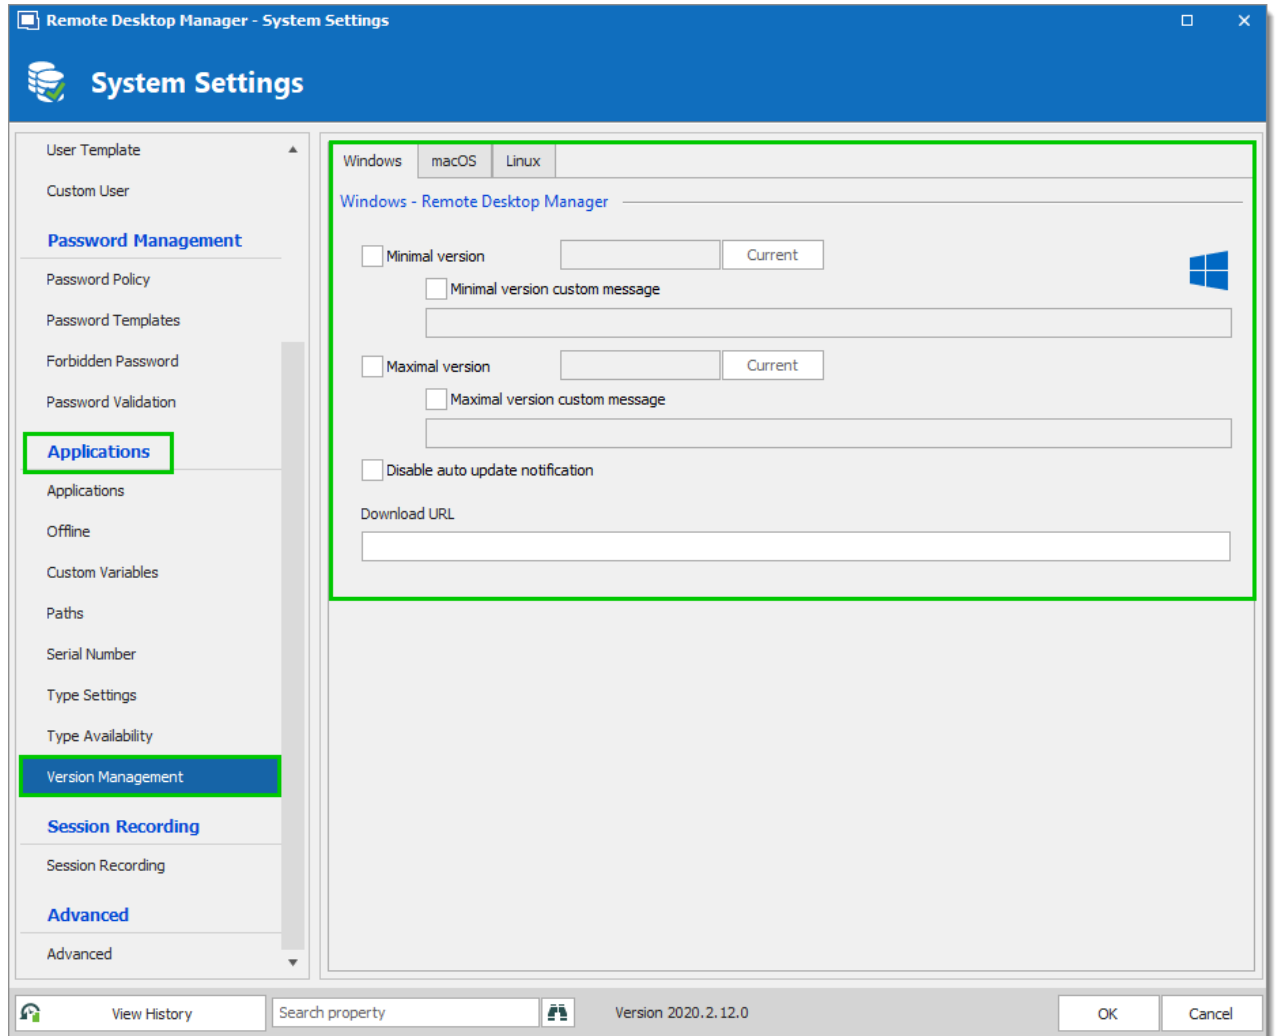 Remote Desktop Manager - System Settings
System Settings
User Template
Custom User
Password Management
Password Policy
Password Templates
Forbidden Password
Password Validation
Applications
Applications
Offline
Custom Variables
Paths
Serial Number
Type Settings
Type Availability
Version Management
Session Recording
Session Recording
Advanced
Advanced
Windows macOS Linux
Windows - Remote Desktop Manager
Minimal version Current
Minimal version custom message
Maximal version Current
Maximal version custom message
Disable auto update notification
Download URL
View History Search property Version 2020.2.12.0 OK Cancel